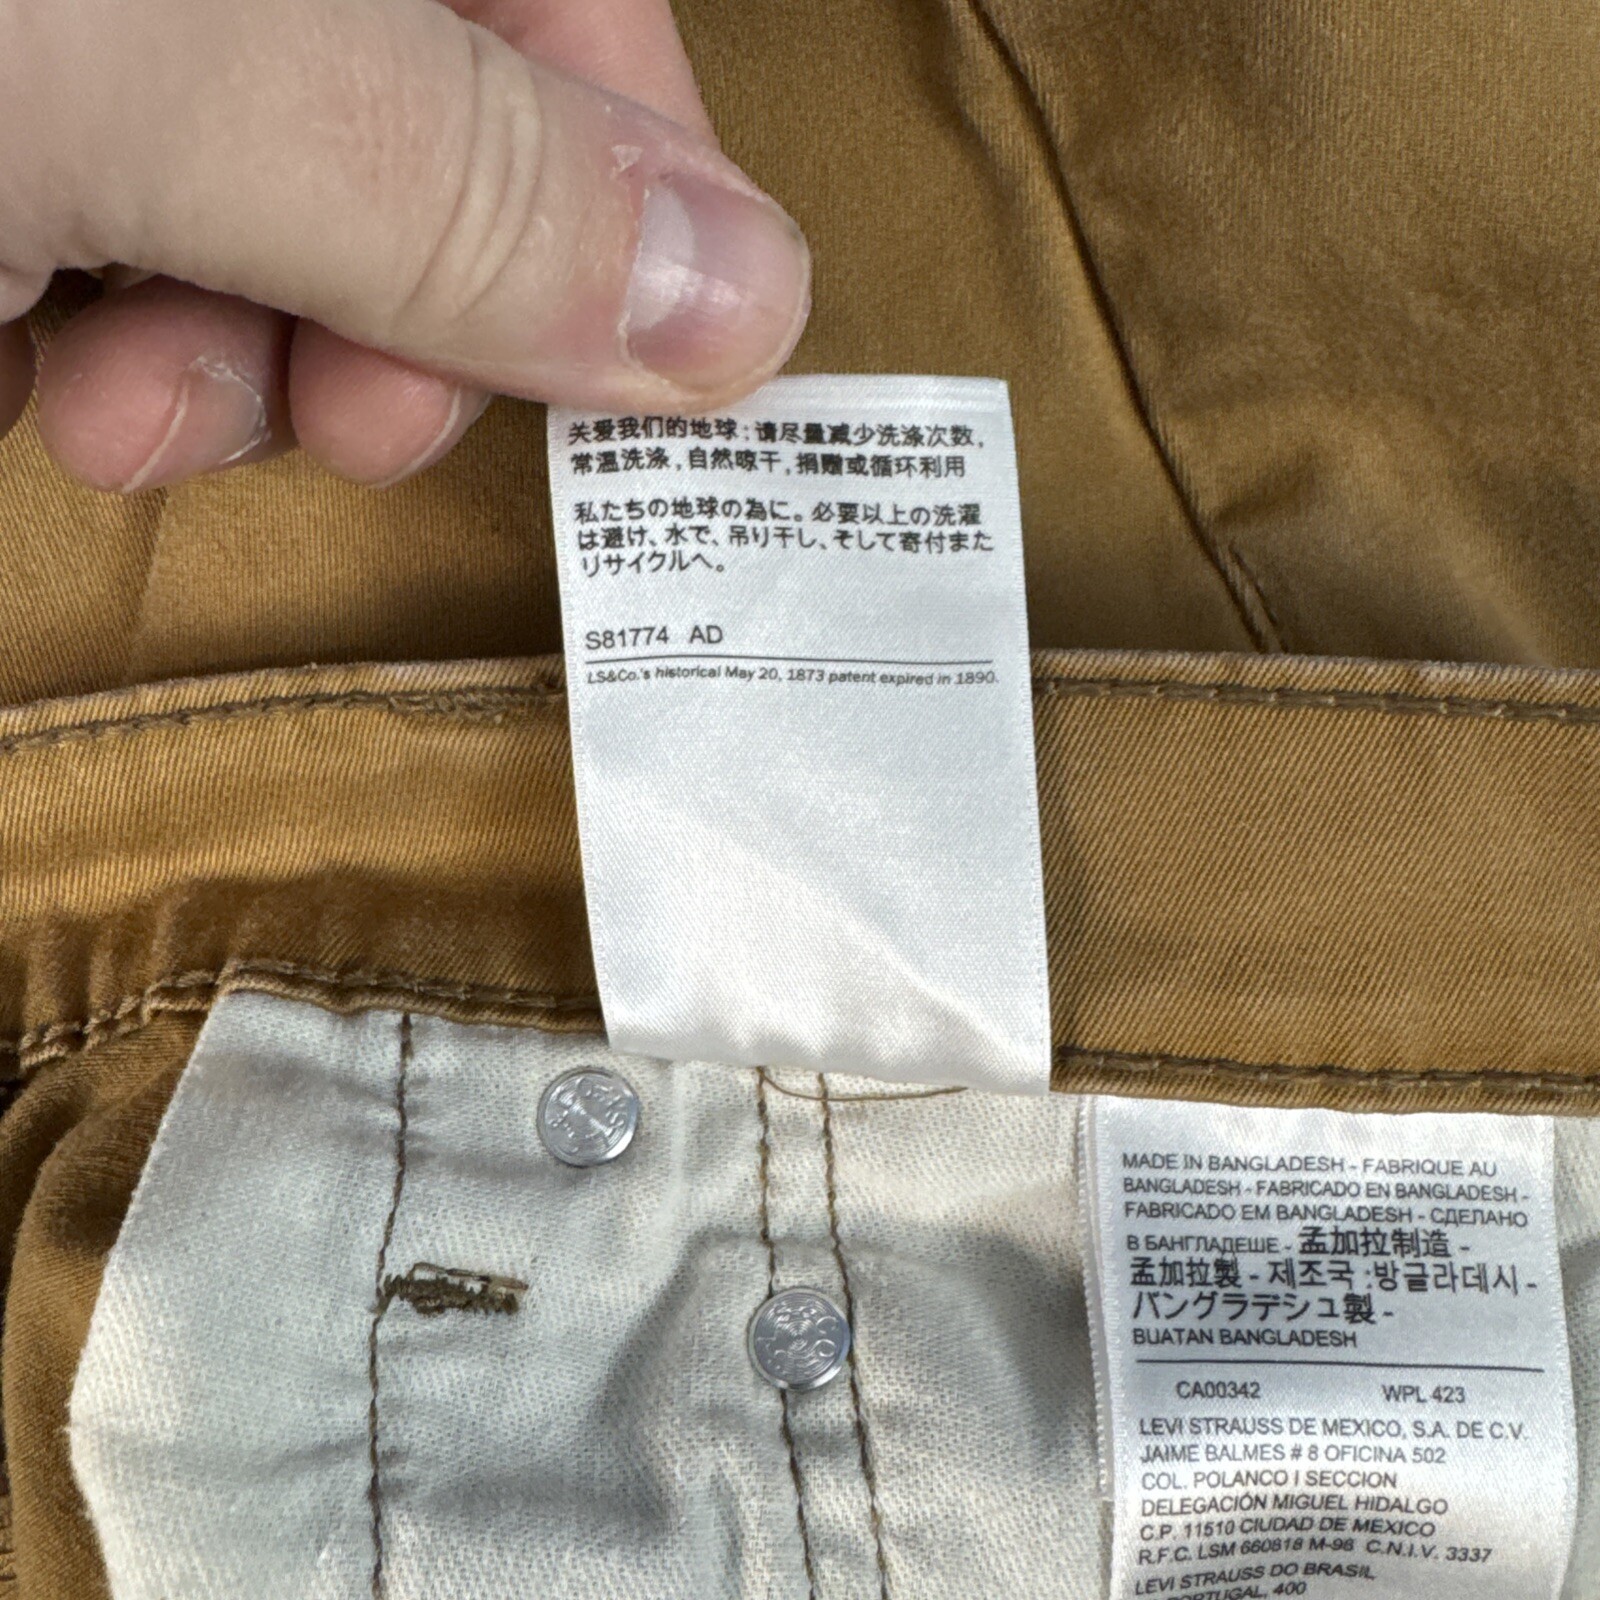 关爱我们的地球：请尽量减少洗涤次数，
常温洗涤，自然晾干，捐赠或循环利用
私たちの地球の為に。必要以上の洗濯
は避け、水で、吊り干し、そして寄付また
リサイクルへ。
S81774 AD
LS&Co.'s historical May 20, 1873 patent expired in 1890.
MADE IN BANGLADESH - FABRIQUE AU
BANGLADESH - FABRICADO EN BANGLADESH -
FABRICADO EM BANGLADESH - СДЕЛАНО
В БАНГЛАДЕШЕ - 孟加拉制造 -
孟加拉製 - 제조국 :방글라데시 -
バングラデシュ製 -
BUATAN BANGLADESH
CA00342 WPL 423
LEVI STRAUSS DE MEXICO, S.A. DE C.V.
JAIME BALMES # 8 OFICINA 502
COL. POLANCO I SECCION
DELEGACIÓN MIGUEL HIDALGO
C.P. 11510 CIUDAD DE MEXICO
R.F.C. LSM 660818 M-98 C.N.I.V. 3337
LEVI STRAUSS DO BRASIL
PORTUGAL, 400